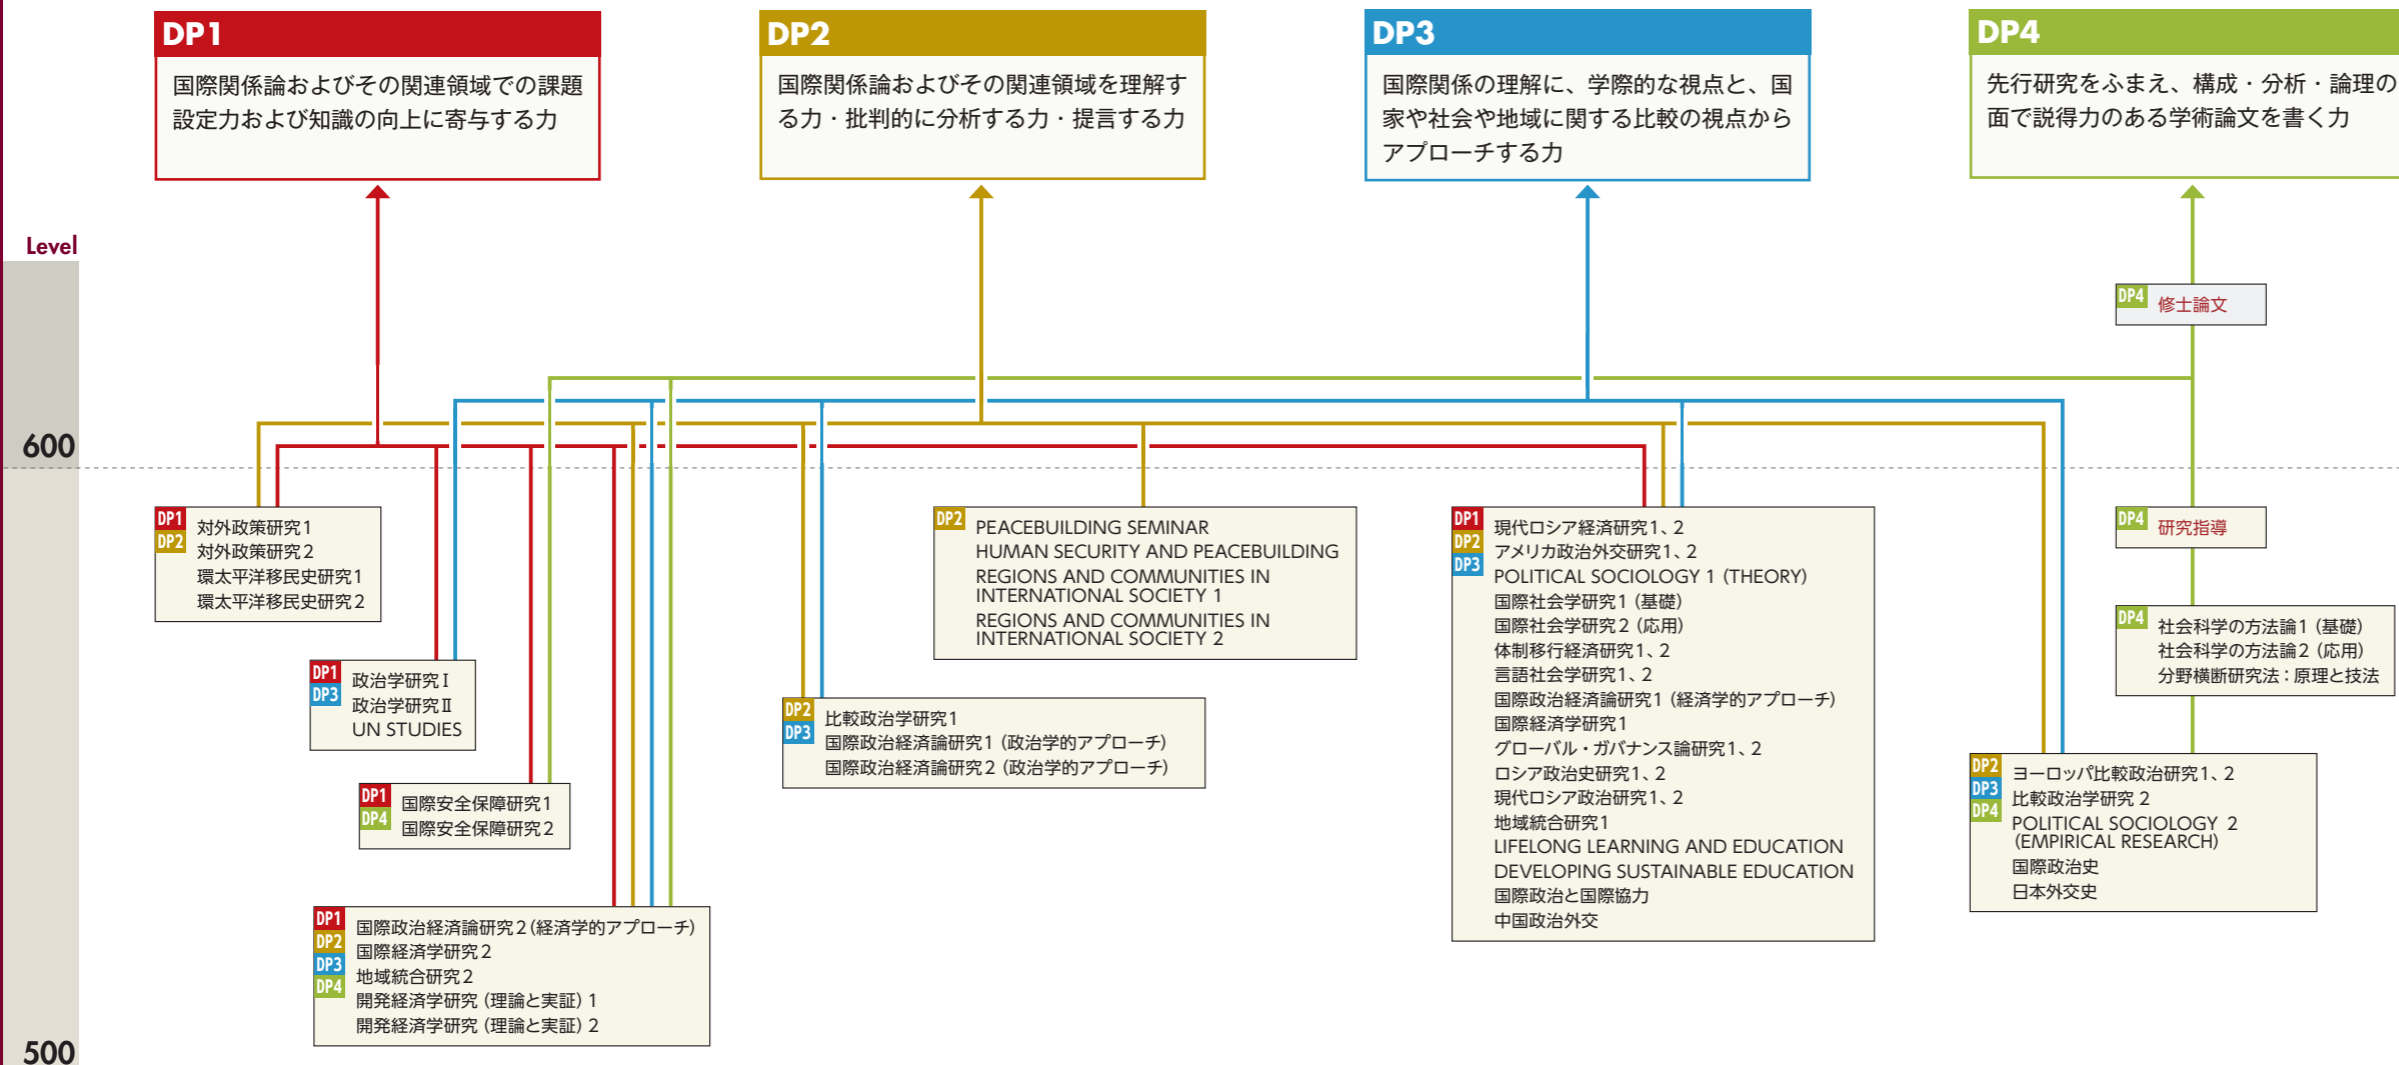 DP1
国際関係論およびその関連領域での課題
設定力および知識の向上に寄与する力
DP2
国際関係論およびその関連領域を理解す
る力・批判的に分析する力・提言する力
DP3
国際関係の理解に、学際的な視点と、国
家や社会や地域に関する比較の視点から
アプローチする力
DP4
先行研究をふまえ、構成・分析・論理の
面で説得力のある学術論文を書く力
Level
600
500
DP4
修士論文
DP1
DP2
対外政策研究1
対外政策研究2
環太平洋移民史研究1
環太平洋移民史研究2
DP1
DP3
政治学研究Ⅰ
政治学研究Ⅱ
UN STUDIES
DP1
DP4
国際安全保障研究1
国際安全保障研究2
DP1
DP2
DP3
DP4
国際政治経済論研究2(経済学的アプローチ)
国際経済学研究2
地域統合研究2
開発経済学研究(理論と実証)1
開発経済学研究(理論と実証)2
DP2
PEACEBUILDING SEMINAR
HUMAN SECURITY AND PEACEBUILDING
REGIONS AND COMMUNITIES IN
INTERNATIONAL SOCIETY 1
REGIONS AND COMMUNITIES IN
INTERNATIONAL SOCIETY 2
DP2
DP3
比較政治学研究1
国際政治経済論研究1(政治学的アプローチ)
国際政治経済論研究2(政治学的アプローチ)
DP1
DP2
DP3
現代ロシア経済研究1、2
アメリカ政治外交研究1、2
POLITICAL SOCIOLOGY 1 (THEORY)
国際社会学研究1(基礎)
国際社会学研究2(応用)
体制移行経済研究1、2
言語社会学研究1、2
国際政治経済論研究1(経済学的アプローチ)
国際経済学研究1
グローバル・ガバナンス論研究1、2
ロシア政治史研究1、2
現代ロシア政治研究1、2
地域統合研究1
LIFELONG LEARNING AND EDUCATION
DEVELOPING SUSTAINABLE EDUCATION
国際政治と国際協力
中国政治外交
DP4
研究指導
DP4
社会科学の方法論1(基礎)
社会科学の方法論2(応用)
分野横断研究法：原理と技法
DP2
DP3
DP4
ヨーロッパ比較政治研究1、2
比較政治学研究 2
POLITICAL SOCIOLOGY 2
(EMPIRICAL RESEARCH)
国際政治史
日本外交史